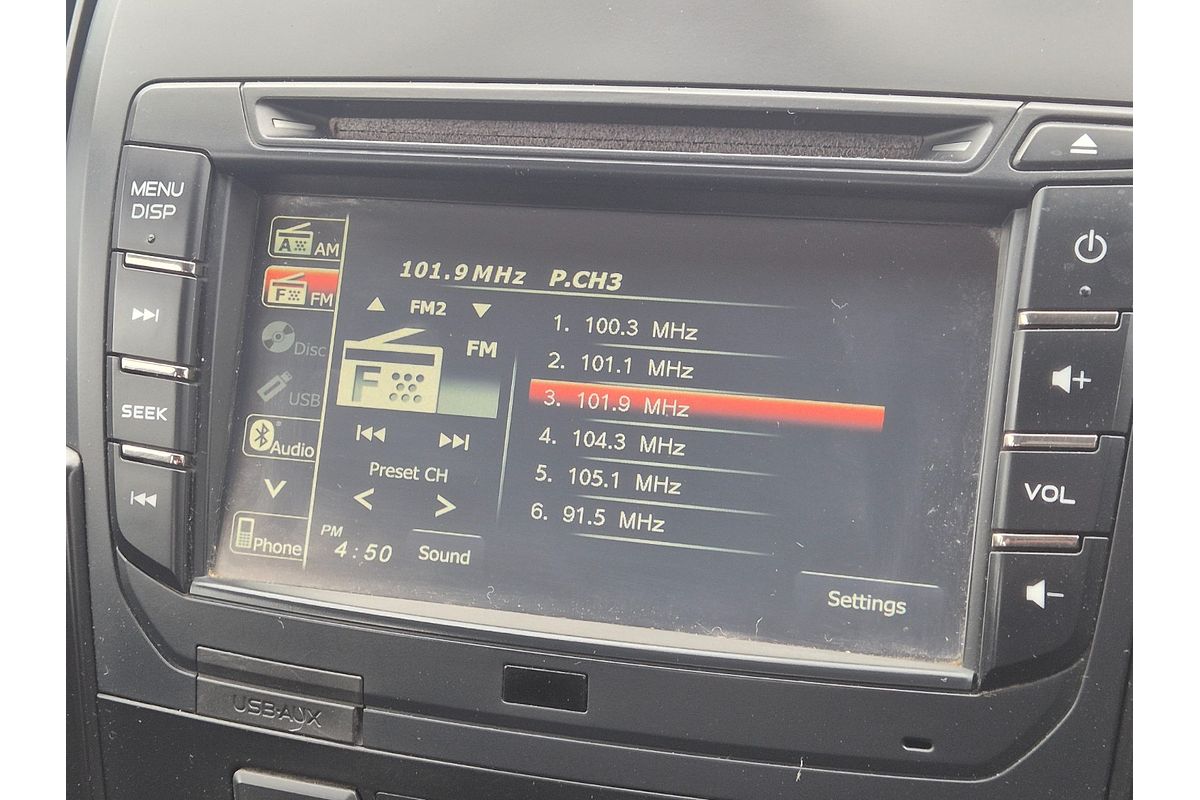 MENU
DISP
SEEK
A AM
F FM
Disc
USB
Audio
Phone
101.9 MHz P.CH3
FM2
FM
F
Preset CH
PM
4:50
Sound
1. 100.3 MHz
2. 101.1 MHz
3. 101.9 MHz
4. 104.3 MHz
5. 105.1 MHz
6. 91.5 MHz
Settings
VOL
USB·AUX